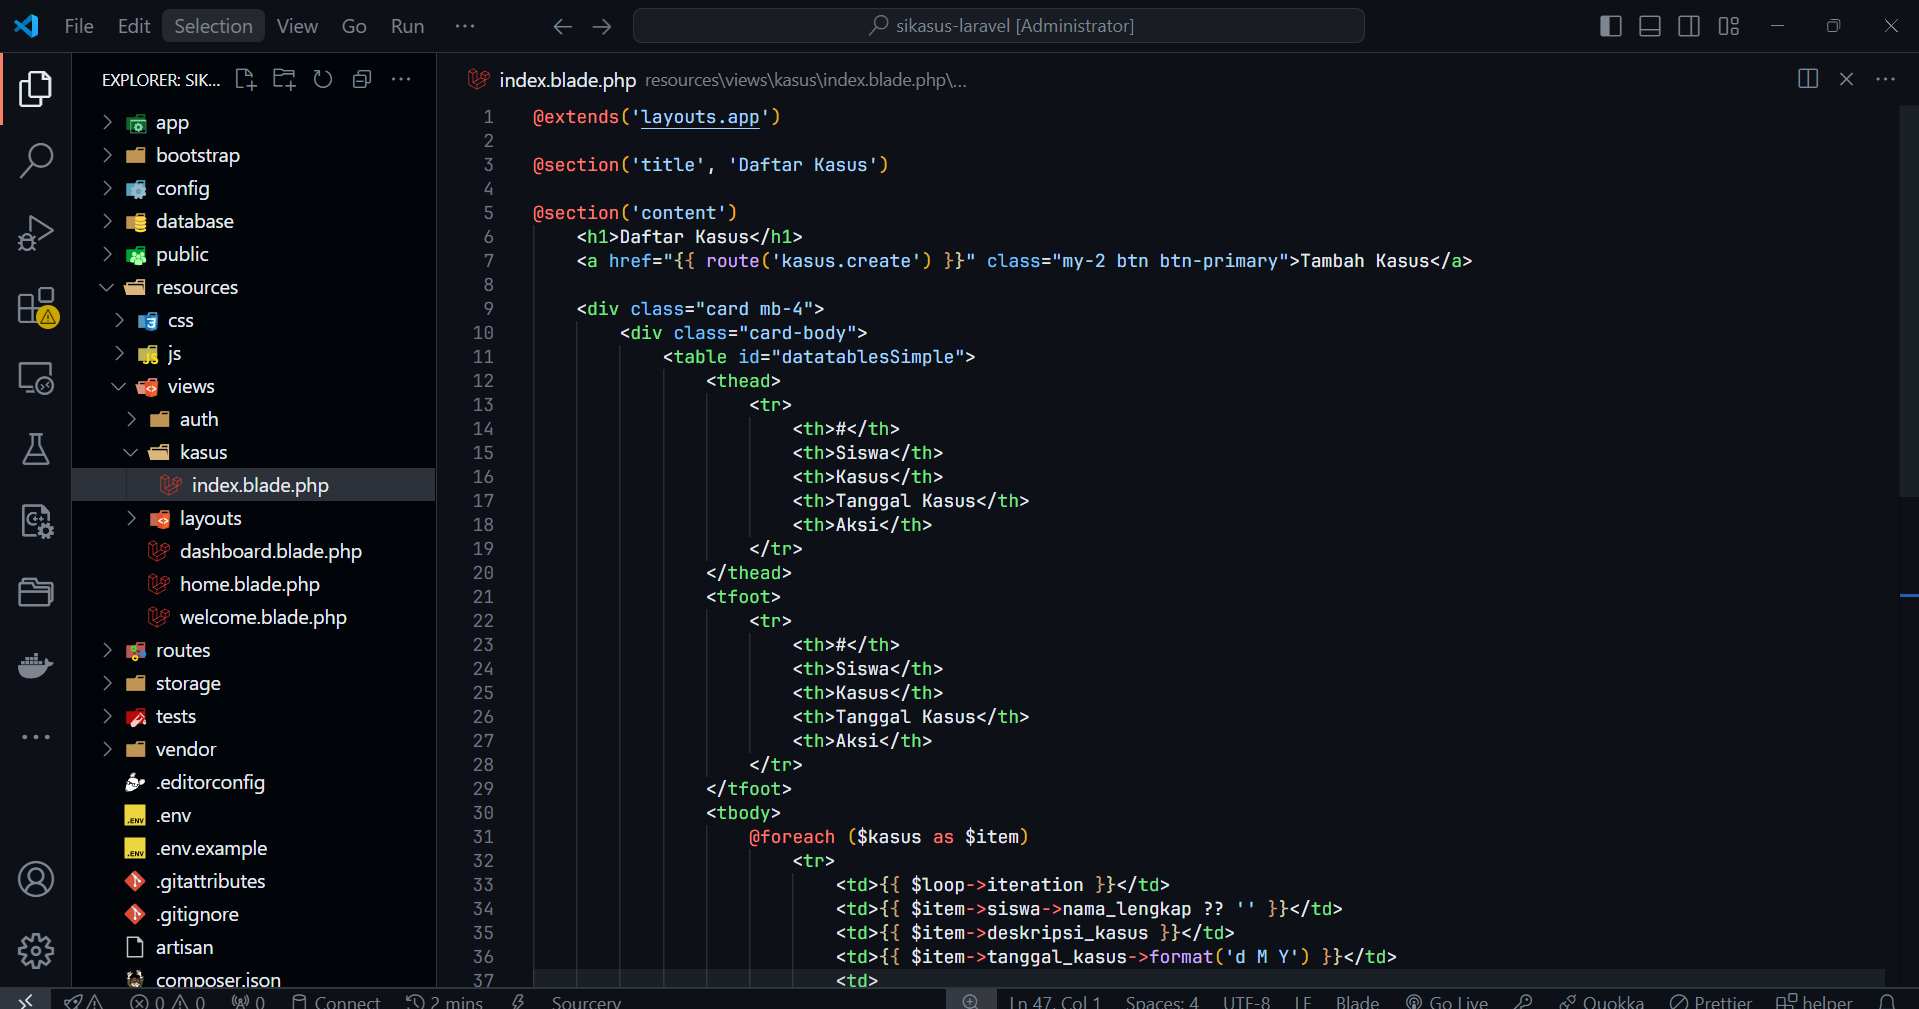 File Edit Selection View Go Run ··· sikasus-laravel [Administrator]
EXPLORER: SIK...
app
bootstrap
config
database
public
resources
css
js
views
auth
kasus
index.blade.php
layouts
dashboard.blade.php
home.blade.php
welcome.blade.php
routes
storage
tests
vendor
.editorconfig
.env
.env.example
.gitattributes
.gitignore
artisan
composer.json
index.blade.php resources\views\kasus\index.blade.php\...
1 @extends('layouts.app')
2
3 @section('title', 'Daftar Kasus')
4
5 @section('content')
6 <h1>Daftar Kasus</h1>
7 <a href="{{ route('kasus.create') }}" class="my-2 btn btn-primary">Tambah Kasus</a>
8
9 <div class="card mb-4">
10 <div class="card-body">
11 <table id="datatablesSimple">
12 <thead>
13 <tr>
14 <th>#</th>
15 <th>Siswa</th>
16 <th>Kasus</th>
17 <th>Tanggal Kasus</th>
18 <th>Aksi</th>
19 </tr>
20 </thead>
21 <tfoot>
22 <tr>
23 <th>#</th>
24 <th>Siswa</th>
25 <th>Kasus</th>
26 <th>Tanggal Kasus</th>
27 <th>Aksi</th>
28 </tr>
29 </tfoot>
30 <tbody>
31 @foreach ($kasus as $item)
32 <tr>
33 <td>{{ $loop->iteration }}</td>
34 <td>{{ $item->siswa->nama_lengkap ?? '' }}</td>
35 <td>{{ $item->deskripsi_kasus }}</td>
36 <td>{{ $item->tanggal_kasus->format('d M Y') }}</td>
37 <td>
0 0 0 Connect 2 mins Sourcery Ln 47, Col 1 Spaces: 4 UTF-8 LF Blade Go Live Quokka Prettier helper